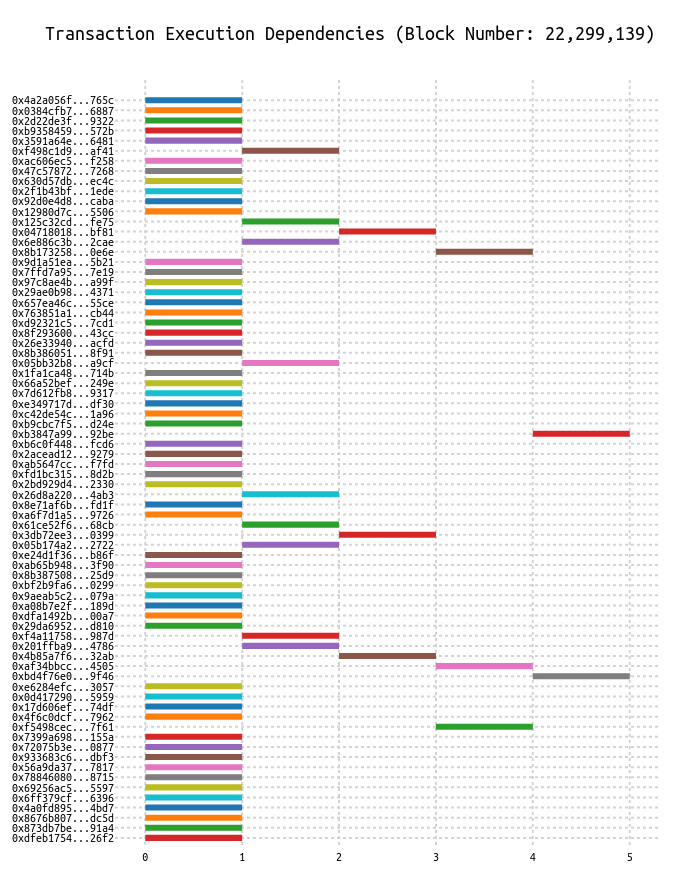 Transaction Execution Dependencies (Block Number: 22,299,139)
0x4a2a056f...765c
0x0384cfb7...6887
0x2d22de3f...9322
0xb9358459...572b
0x3591a64e...6481
0xf498c1d9...af41
0xac606ec5...f258
0x47c57872...7268
0x630d57db...ec4c
0x2f1b43bf...1ede
0x92d0e4d8...caba
0x12980d7c...5506
0x125c32cd...fe75
0x04718018...bf81
0x6e886c3b...2cae
0x8b173258...0e6e
0x9d1a51ea...5b21
0x7ffd7a95...7e19
0x97c8ae4b...a99f
0x29ae0b98...4371
0x657ea46c...55ce
0x763851a1...cb44
0xd92321c5...7cd1
0x8f293600...43cc
0x26e33940...acfd
0x8b386051...8f91
0x05bb32b8...a9cf
0x1fa1ca48...714b
0x66a52bef...249e
0x7d612fb8...9317
0xe349717d...df30
0xc42de54c...1a96
0xb9cbc7f5...d24e
0xb3847a99...92be
0xb6c0f448...fcd6
0x2acead12...9279
0xab5647cc...f7fd
0xfd1bc315...8d2b
0x2bd929d4...2330
0x26d8a220...4ab3
0x8e71af6b...fd1f
0xa6f7d1a5...9726
0x61ce52f6...68cb
0x3db72ee3...0399
0x05b174a2...2722
0xe24d1f36...b86f
0xab65b948...3f90
0x8b387508...25d9
0xbf2b9fa6...0299
0x9aeab5c2...079a
0xa08b7e2f...189d
0xdfa1492b...00a7
0x29da6952...d810
0xf4a11758...987d
0x201ffba9...4786
0x4b85a7f6...32ab
0xaf34bbcc...4505
0xbd4f76e0...9f46
0xe6284efc...3057
0x0d417290...5959
0x17d606ef...74df
0x4f6c0dcf...7962
0xf5498cec...7f61
0x7399a698...155a
0x72075b3e...0877
0x933683c6...dbf3
0x56a9da37...7817
0x78846080...8715
0x69256ac5...5597
0x6ff379cf...6396
0x4a0fd895...4bd7
0x8676b807...dc5d
0x873db7be...91a4
0xdfeb1754...26f2
0 1 2 3 4 5